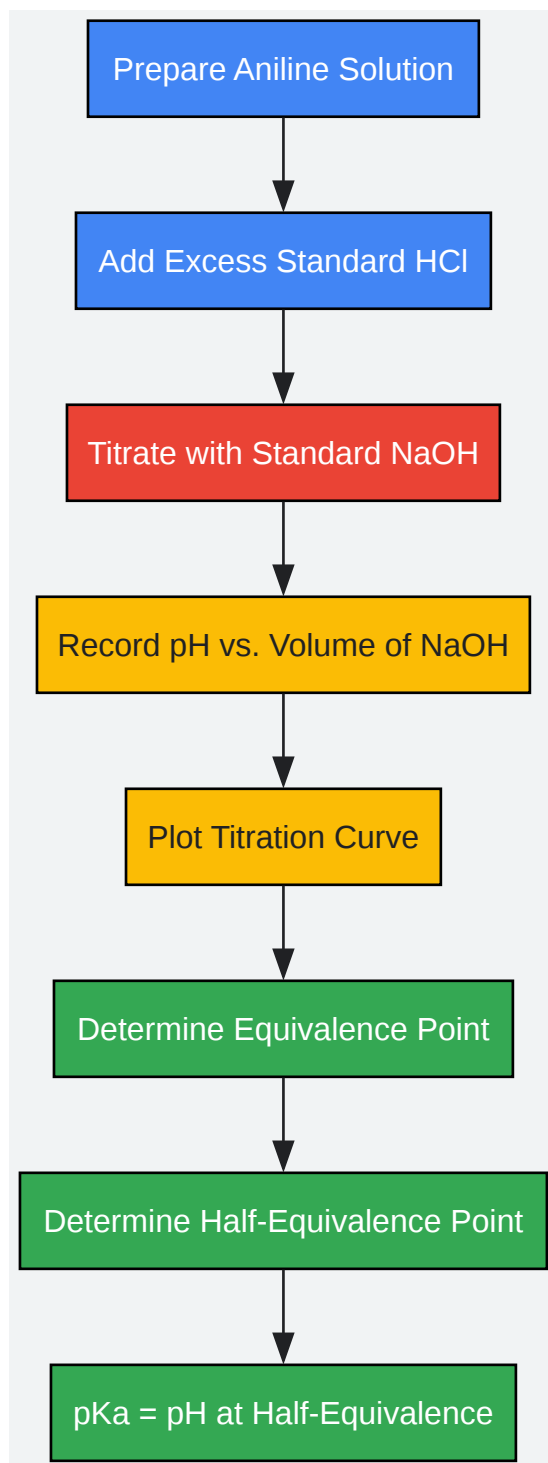 Prepare Aniline Solution
Add Excess Standard HCl
Titrate with Standard NaOH
Record pH vs. Volume of NaOH
Plot Titration Curve
Determine Equivalence Point
Determine Half-Equivalence Point
pKa = pH at Half-Equivalence